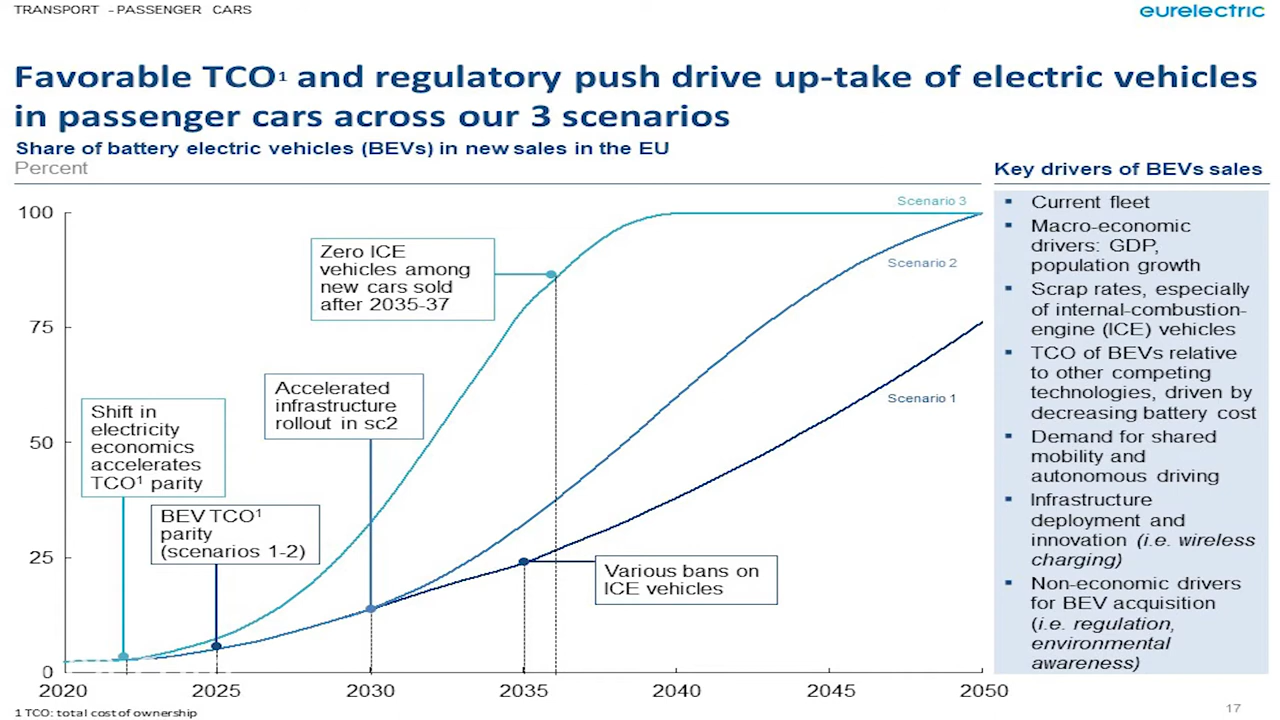 TRANSPORT - PASSENGER CARS
eurelectric
Favorable TCO¹ and regulatory push drive up-take of electric vehicles
in passenger cars across our 3 scenarios
Share of battery electric vehicles (BEVs) in new sales in the EU
Percent
100
75
50
25
0
2020
2025
2030
2035
2040
2045
2050
Scenario 3
Scenario 2
Scenario 1
Zero ICE
vehicles among
new cars sold
after 2035-37
Accelerated
infrastructure
rollout in sc2
Shift in
electricity
economics
accelerates
TCO¹ parity
BEV TCO¹
parity
(scenarios 1-2)
Various bans on
ICE vehicles
Key drivers of BEVs sales
▪ Current fleet
▪ Macro-economic
drivers: GDP,
population growth
▪ Scrap rates, especially
of internal-combustion-
engine (ICE) vehicles
▪ TCO of BEVs relative
to other competing
technologies, driven by
decreasing battery cost
▪ Demand for shared
mobility and
autonomous driving
▪ Infrastructure
deployment and
innovation (i.e. wireless
charging)
▪ Non-economic drivers
for BEV acquisition
(i.e. regulation,
environmental
awareness)
1 TCO: total cost of ownership
17